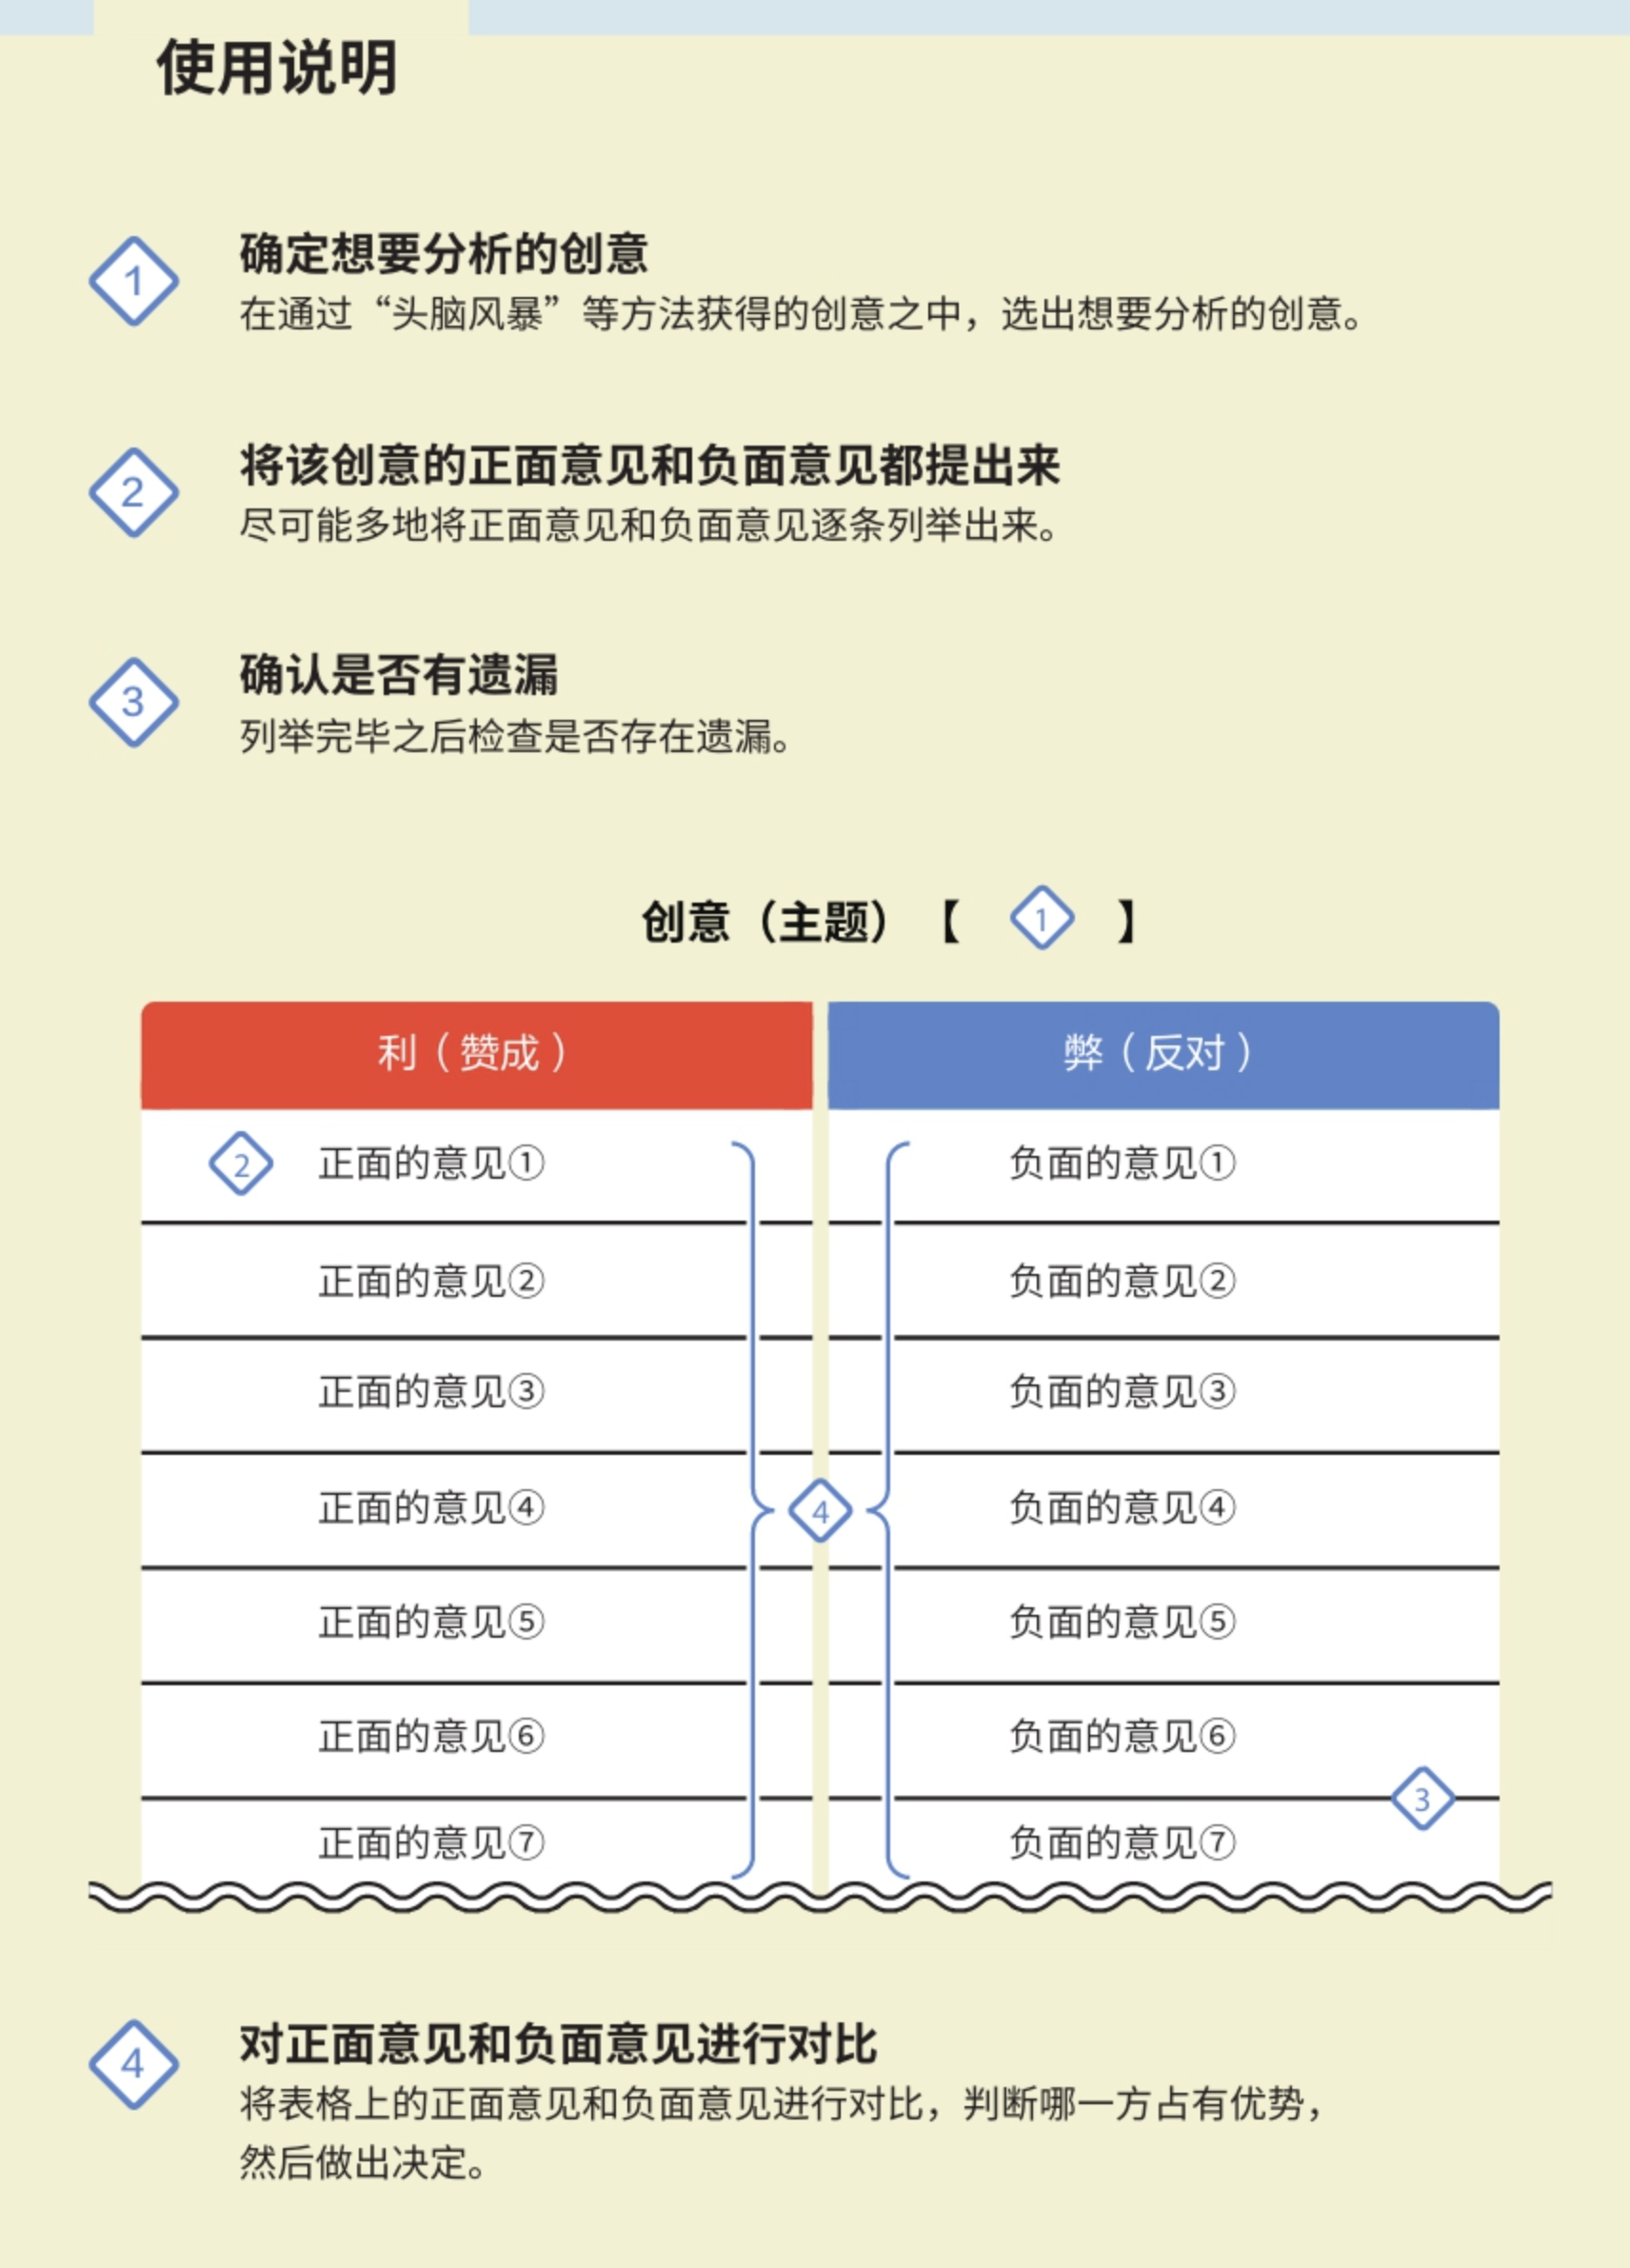 使用说明
1
确定想要分析的创意
在通过“头脑风暴”等方法获得的创意之中，选出想要分析的创意。
2
将该创意的正面意见和负面意见都提出来
尽可能多地将正面意见和负面意见逐条列举出来。
3
确认是否有遗漏
列举完毕之后检查是否存在遗漏。
创意（主题）【 1 】
利（赞成） 弊（反对）
2 正面的意见① 负面的意见①
正面的意见② 负面的意见②
正面的意见③ 负面的意见③
正面的意见④ 4 负面的意见④
正面的意见⑤ 负面的意见⑤
正面的意见⑥ 负面的意见⑥
3
正面的意见⑦ 负面的意见⑦
4
对正面意见和负面意见进行对比
将表格上的正面意见和负面意见进行对比，判断哪一方占有优势，
然后做出决定。